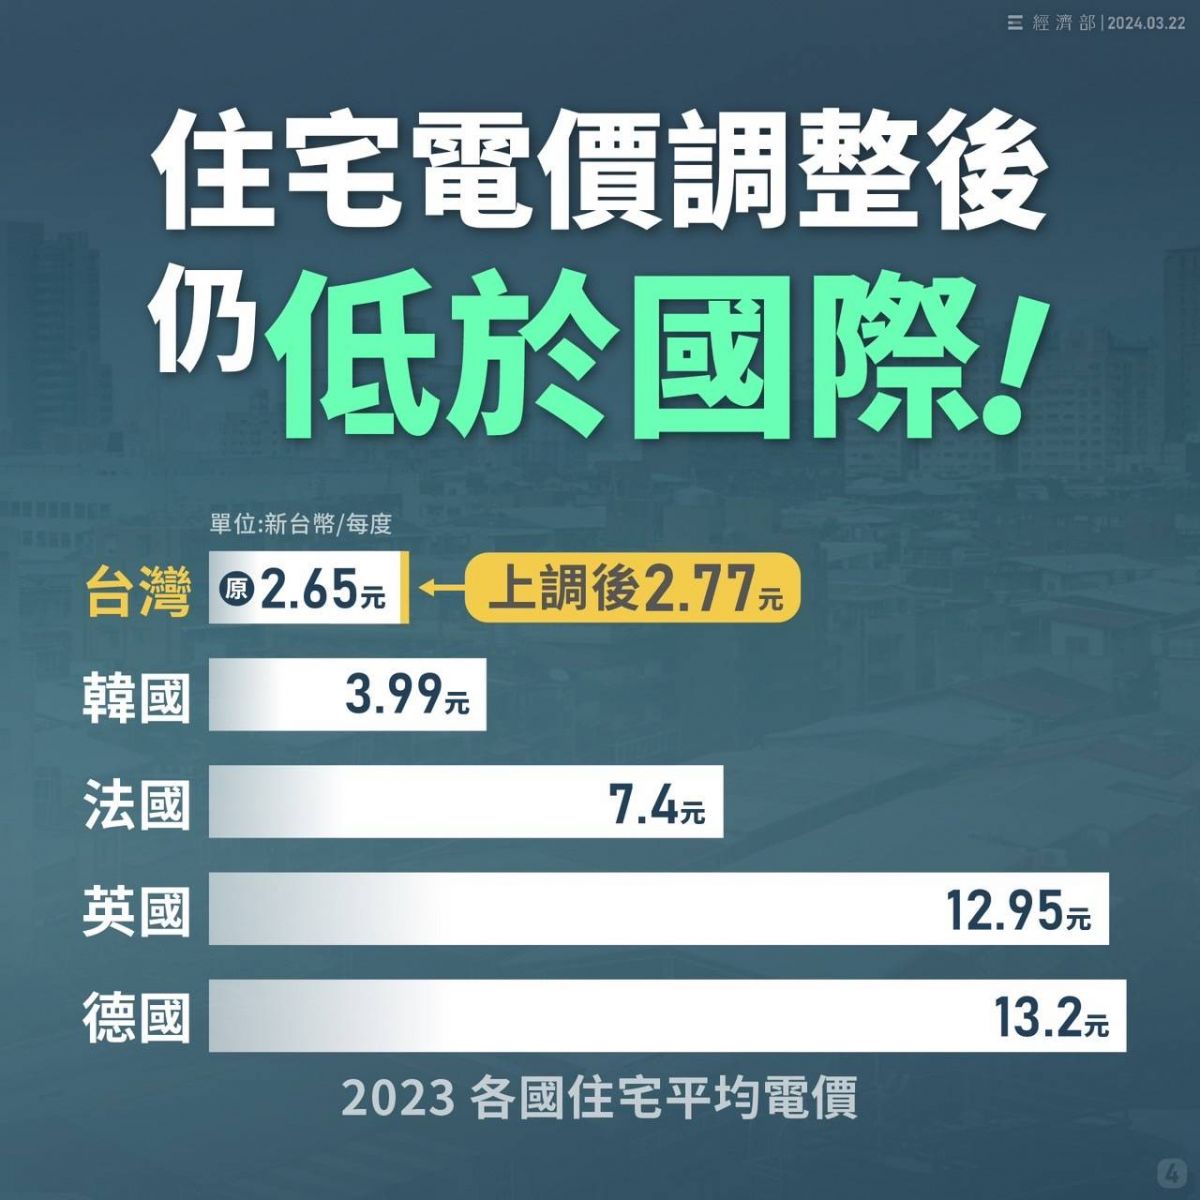 經濟部|2024.03.22
住宅電價調整後
仍低於國際!
單位:新台幣/每度
台灣 原2.65元 上調後2.77元
韓國 3.99元
法國 7.4元
英國 12.95元
德國 13.2元
2023 各國住宅平均電價
4